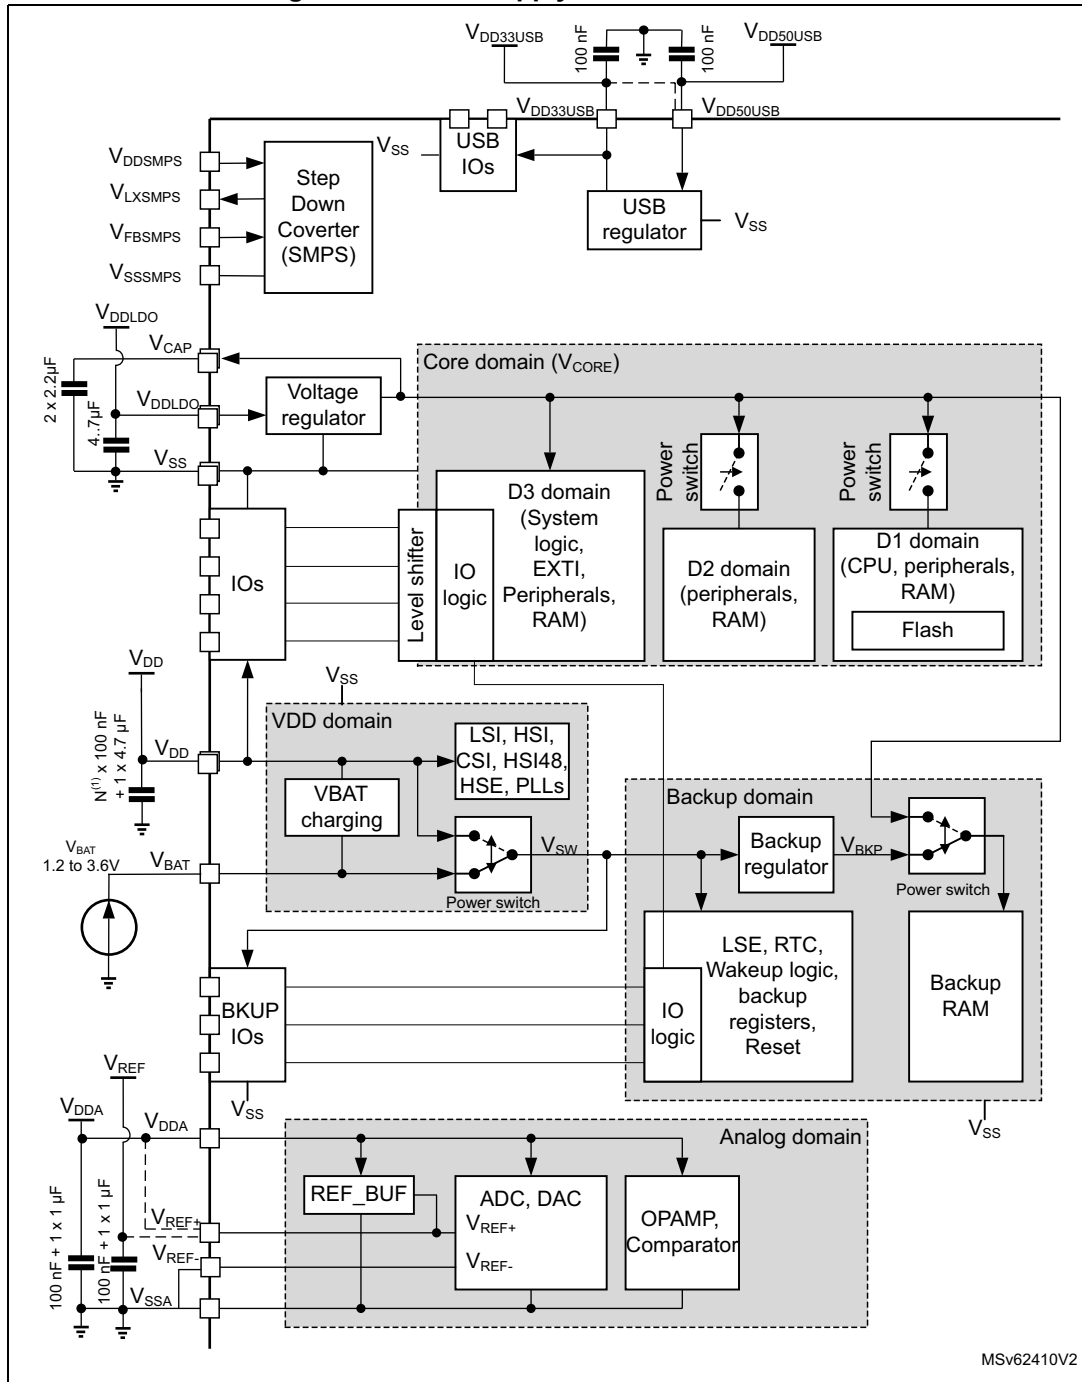 VDD33USB
100 nF
100 nF
VDD50USB
VDD33USB
VDD50USB
VSS
USB
IOs
USB
regulator
VSS
VDDSMPS
VLXSMPS
VFBSMPS
VSSSMPS
Step
Down
Coverter
(SMPS)
VDDLDO
VCAP
2 x 2.2µF
VDDLDO
4..7µF
VSS
Voltage
regulator
Core domain (VCORE)
Power
switch
Power
switch
D3 domain
(System
logic,
EXTI,
Peripherals,
RAM)
IO
logic
Level shifter
IOs
D2 domain
(peripherals,
RAM)
D1 domain
(CPU, peripherals,
RAM)
Flash
VDD
VDD
N(1) x 100 nF
+ 1 x 4.7 µF
VSS
VDD domain
LSI, HSI,
CSI, HSI48,
HSE, PLLs
VBAT
charging
VBAT
1.2 to 3.6V
VBAT
Power switch
VSW
Backup domain
Backup
regulator
VBKP
Power switch
LSE, RTC,
Wakeup logic,
backup
registers,
Reset
IO
logic
Backup
RAM
VSS
BKUP
IOs
VSS
VREF
VDDA
VDDA
100 nF + 1 x 1 µF
100 nF + 1 x 1 µF
VREF+
VREF-
VSSA
Analog domain
REF_BUF
ADC, DAC
VREF+
VREF-
OPAMP,
Comparator
MSv62410V2